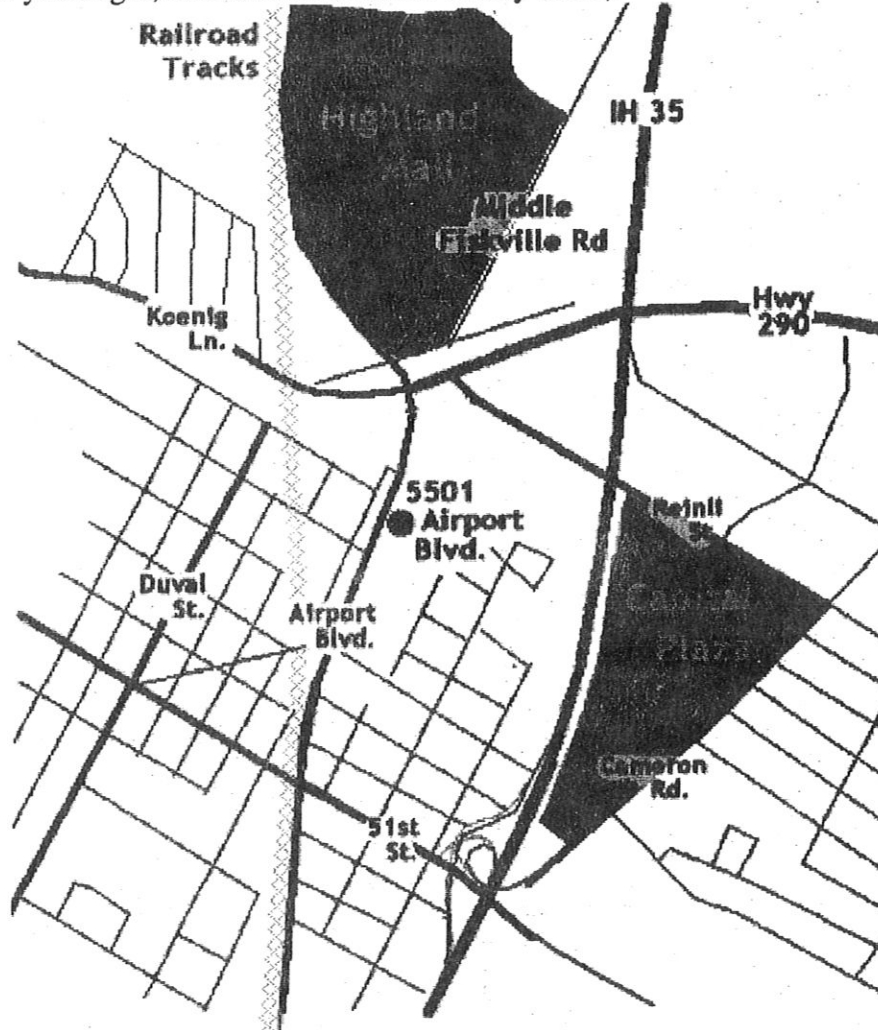 Railroad
Tracks
Highland
Mall
IH 35
Middle
Fiskville Rd
Koenig
Ln.
Hwy
290
5501
Airport
Blvd.
Reinli
St.
Duval
St.
Airport
Blvd.
Capital
Plaza
Cameron
Rd.
51st
St.